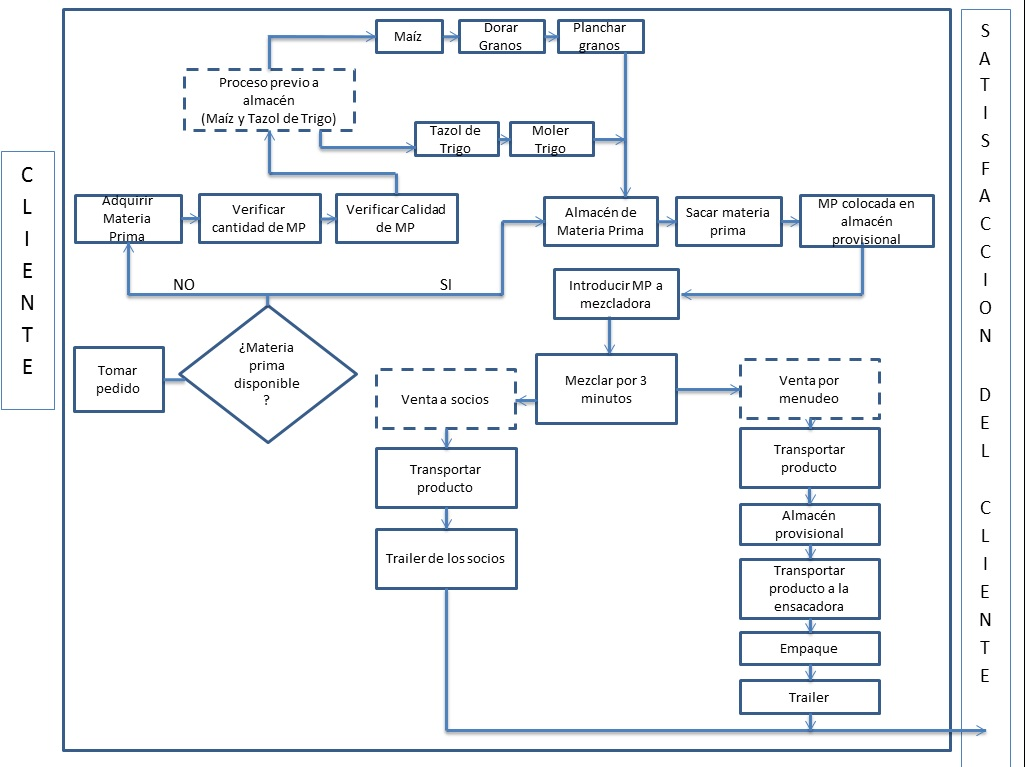 Maíz
Dorar
Granos
Planchar
granos
Proceso previo a
almacén
(Maíz y Tazol de Trigo)
Tazol de
Trigo
Moler
Trigo
C
L
I
E
N
T
E
Adquirir
Materia
Prima
Verificar
cantidad de MP
Verificar Calidad
de MP
Almacén de
Materia Prima
Sacar materia
prima
MP colocada en
almacén
provisional
NO
SI
Introducir MP a
mezcladora
Tomar
pedido
¿Materia
prima
disponible
?
Venta a socios
Mezclar por 3
minutos
Venta por
menudeo
Transportar
producto
Trailer de los socios
Transportar
producto
Almacén
provisional
Transportar
producto a la
ensacadora
Empaque
Trailer
S
A
T
I
S
F
A
C
C
I
O
N
D
E
L
C
L
I
E
N
T
E